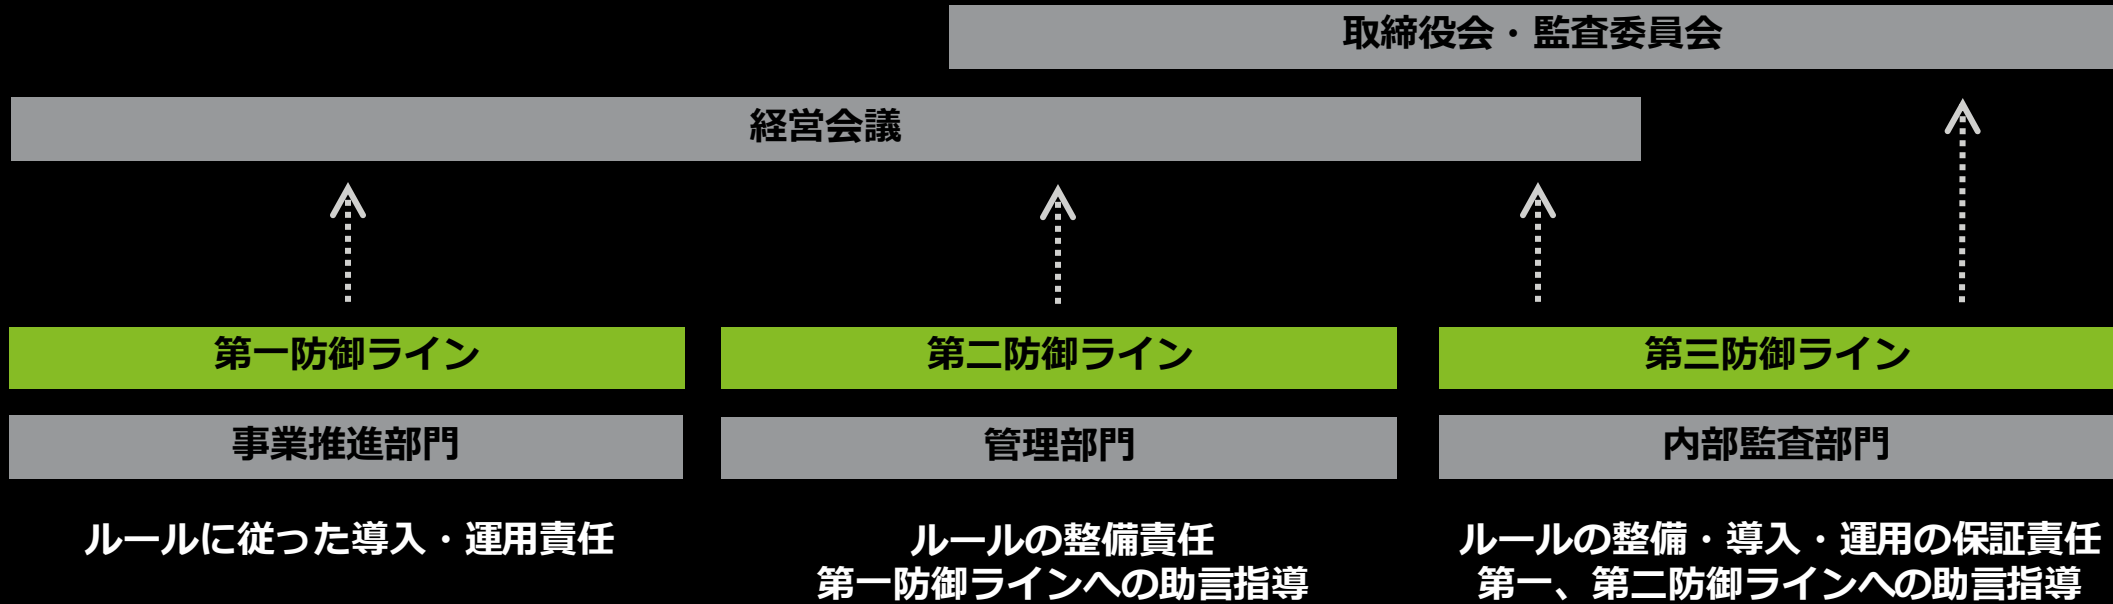 取締役会・監査委員会
経営会議
第一防御ライン
事業推進部門
ルールに従った導入・運用責任
第二防御ライン
管理部門
ルールの整備責任
第一防御ラインへの助言指導
第三防御ライン
内部監査部門
ルールの整備・導入・運用の保証責任
第一、第二防御ラインへの助言指導